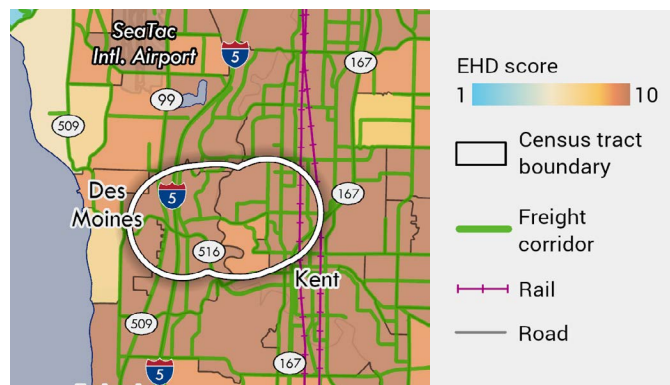 SeaTac
Intl. Airport
5
167
99
509
Des
Moines
5
167
516
Kent
509
5
167
EHD score
1 10
Census tract
boundary
Freight
corridor
Rail
Road